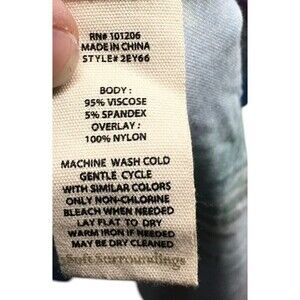 RN# 101206
MADE IN CHINA
STYLE# 2EY66
BODY:
95% VISCOSE
5% SPANDEX
OVERLAY:
100% NYLON
MACHINE WASH COLD
GENTLE CYCLE
WITH SIMILAR COLORS
ONLY NON-CHLORINE
BLEACH WHEN NEEDED
LAY FLAT TO DRY
WARM IRON IF NEEDED
MAY BE DRY CLEANED
Soft Surroundings